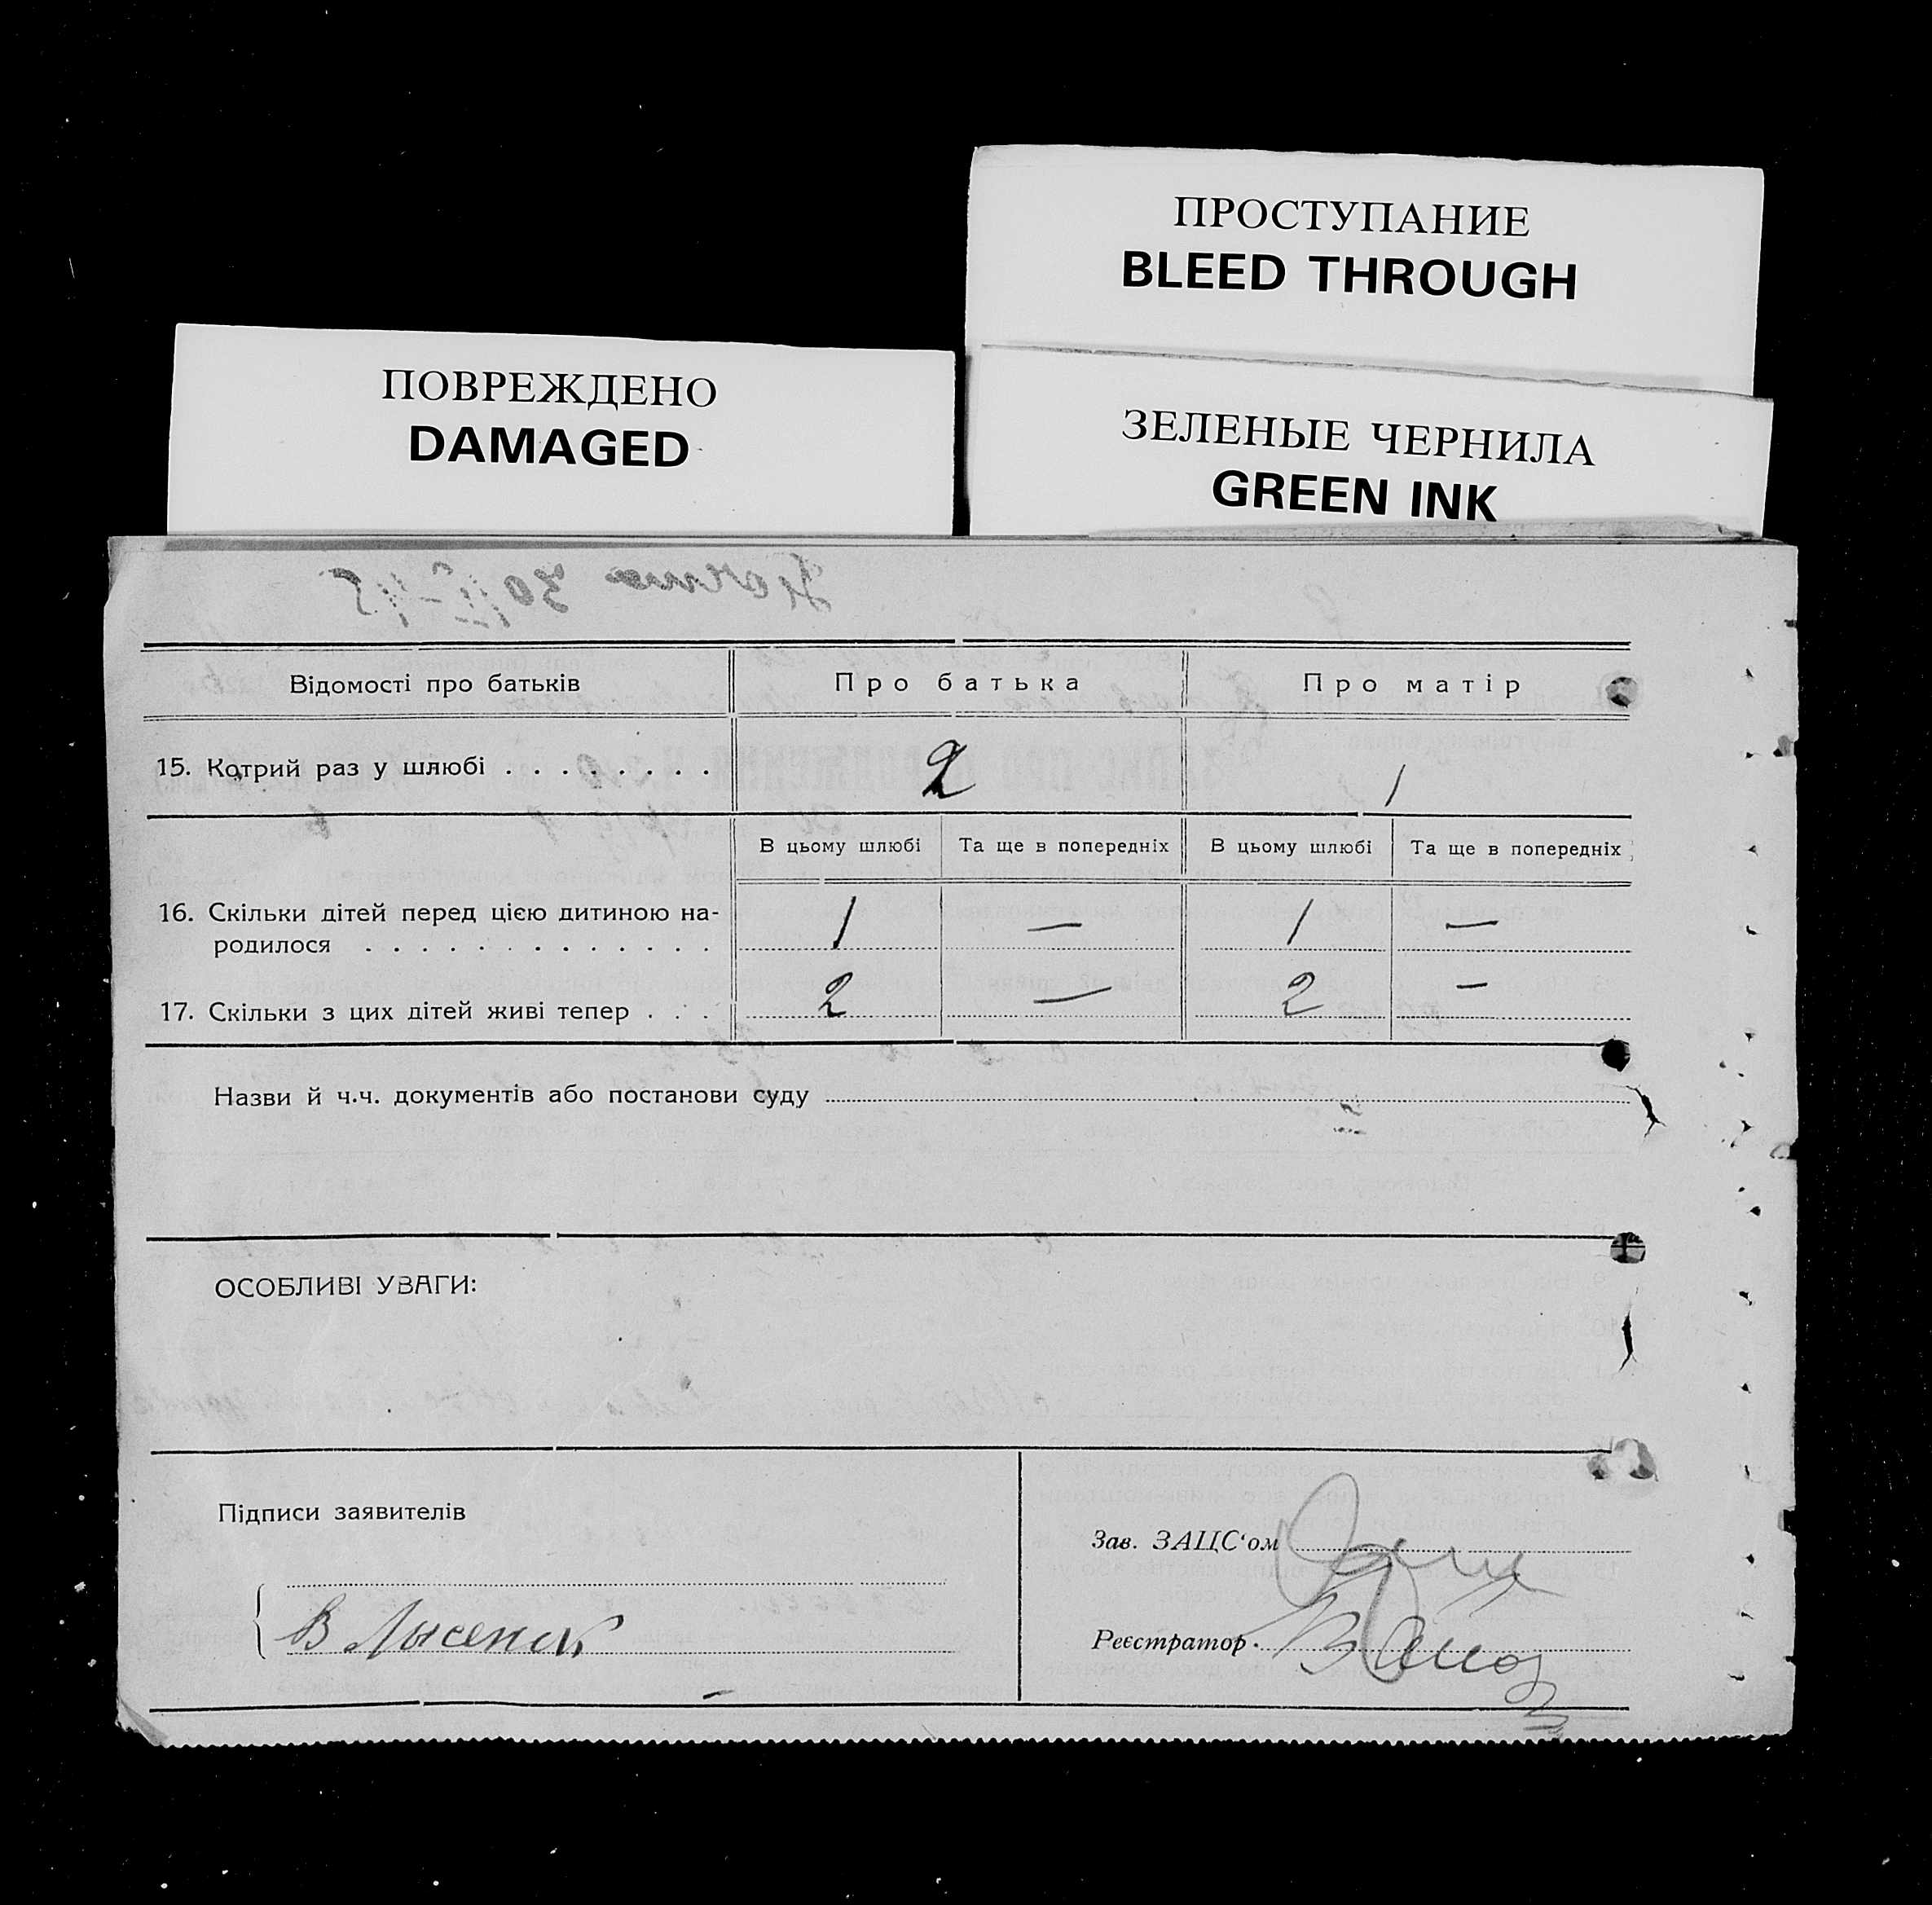 ПРОСТУПАНИЕ
BLEED THROUGH
ПОВРЕЖДЕНО
DAMAGED
ЗЕЛЕНЫЕ ЧЕРНИЛА
GREEN INK
Відомості про батьків Про батька Про матір
15. Котрий раз у шлюбі . . . . . . . . . 2 1
В цьому шлюбі Та ще в попередніх В цьому шлюбі Та ще в попередніх
16. Скільки дітей перед цією дитиною на-
родилося . . . . . . . . . . . . . 1 — 1 —
17. Скільки з цих дітей живі тепер . . . 2 — 2 —
Назви й ч.ч. документів або постанови суду
ОСОБЛИВІ УВАГИ:
Підписи заявителів
Зав. ЗАЦС‘ом
В Лысенок
Реєстратор